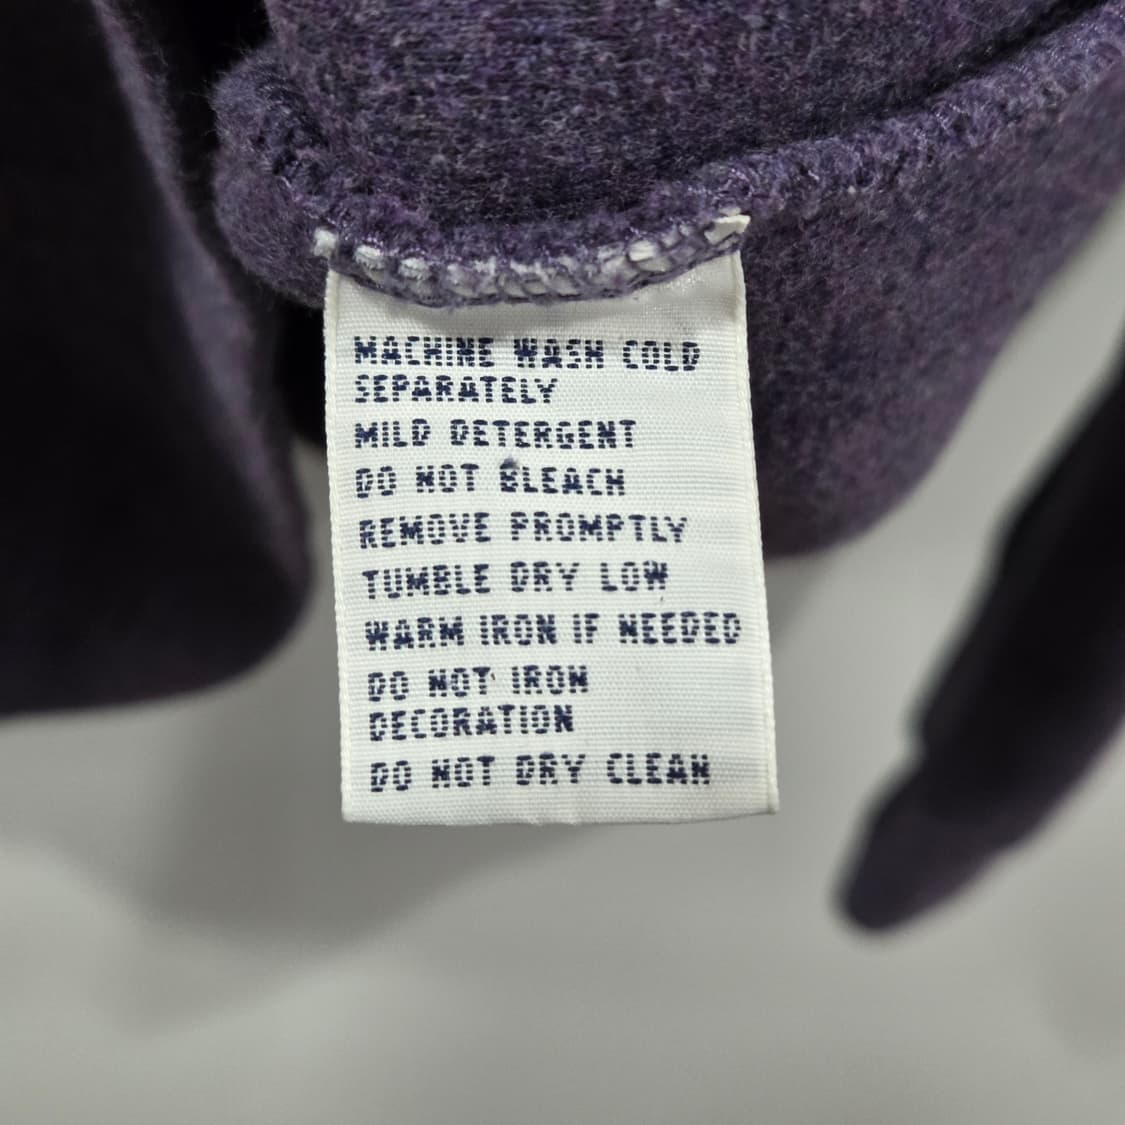 MACHINE WASH COLD
SEPARATELY
MILD DETERGENT
DO NOT BLEACH
REMOVE PROMPTLY
TUMBLE DRY LOW
WARM IRON IF NEEDED
DO NOT IRON
DECORATION
DO NOT DRY CLEAN